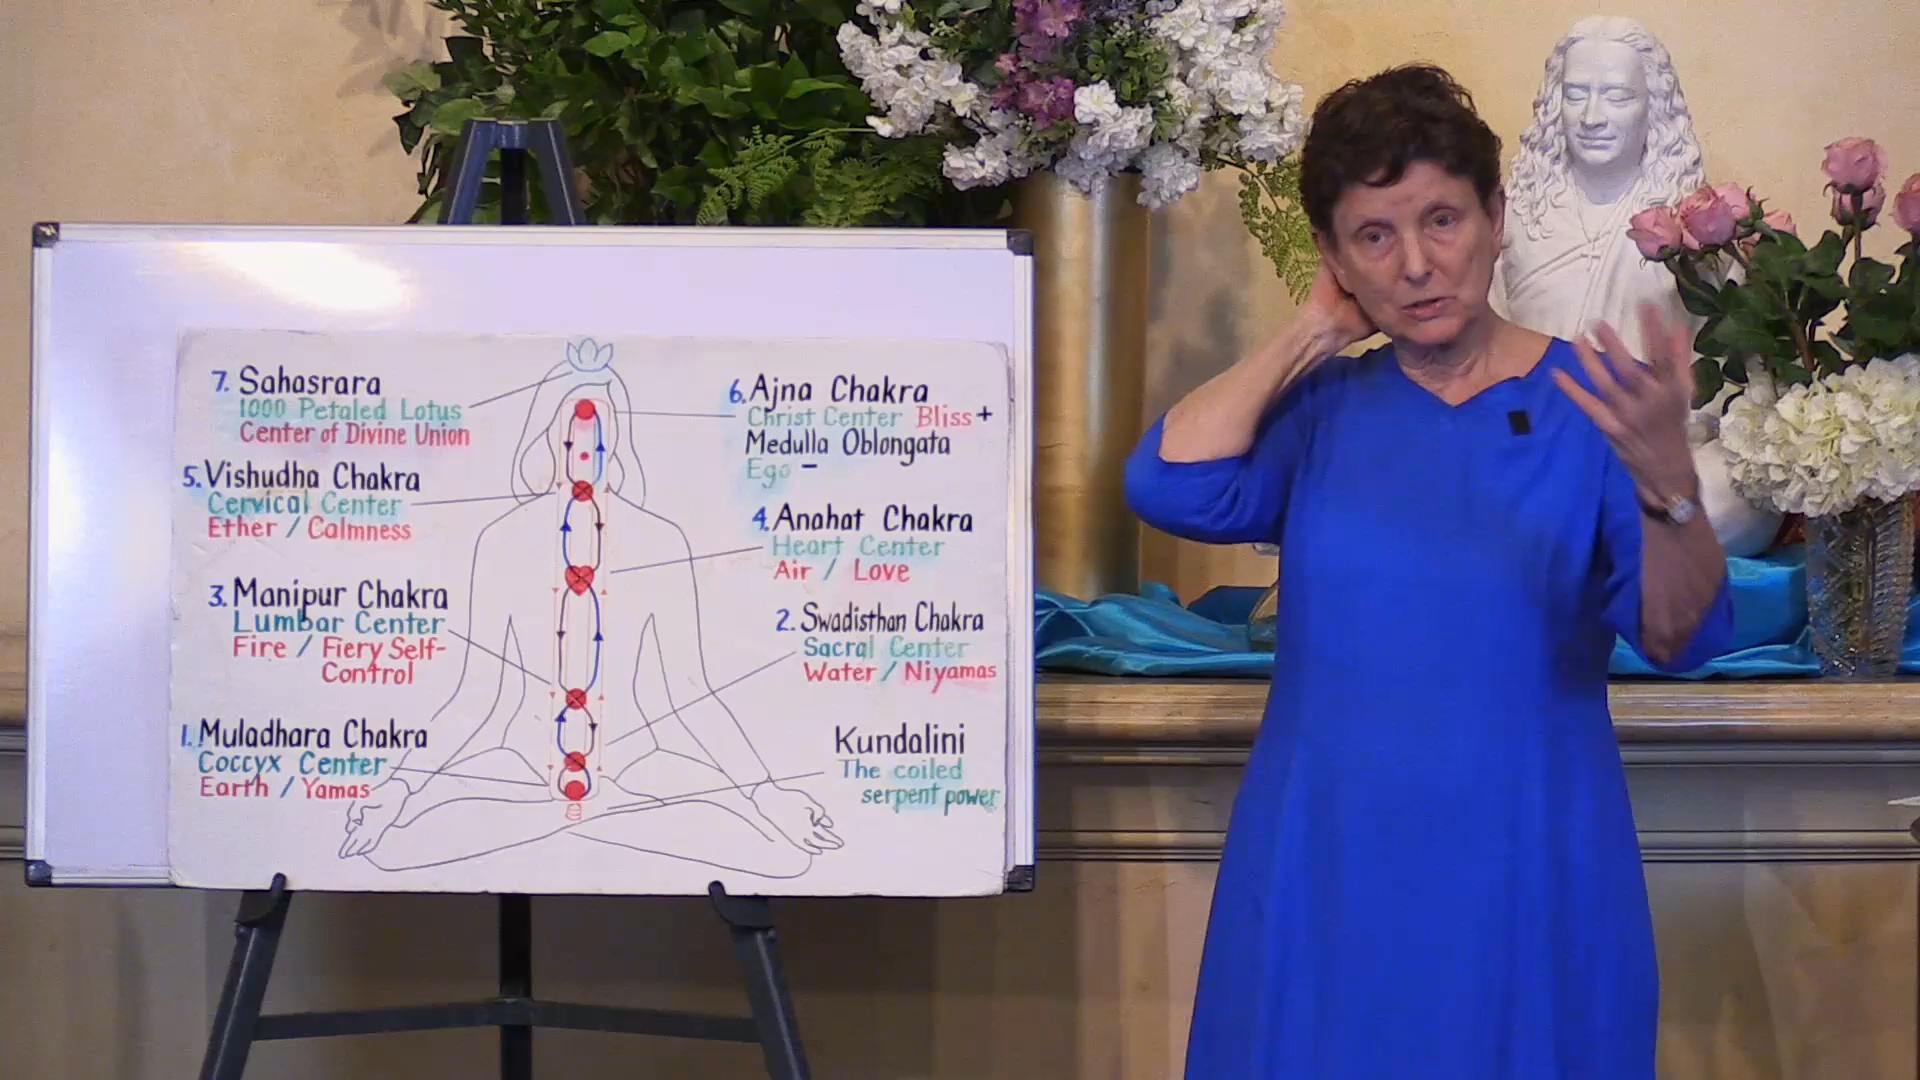 7. Sahasrara
1000 Petaled Lotus
Center of Divine Union
6. Ajna Chakra
Christ Center Bliss +
Medulla Oblongata
Ego -
5. Vishudha Chakra
Cervical Center
Ether / Calmness
4. Anahat Chakra
Heart Center
Air / Love
3. Manipur Chakra
Lumbar Center
Fire / Fiery Self-
Control
2. Swadisthan Chakra
Sacral Center
Water / Niyamas
1. Muladhara Chakra
Coccyx Center
Earth / Yamas
Kundalini
The coiled
serpent power